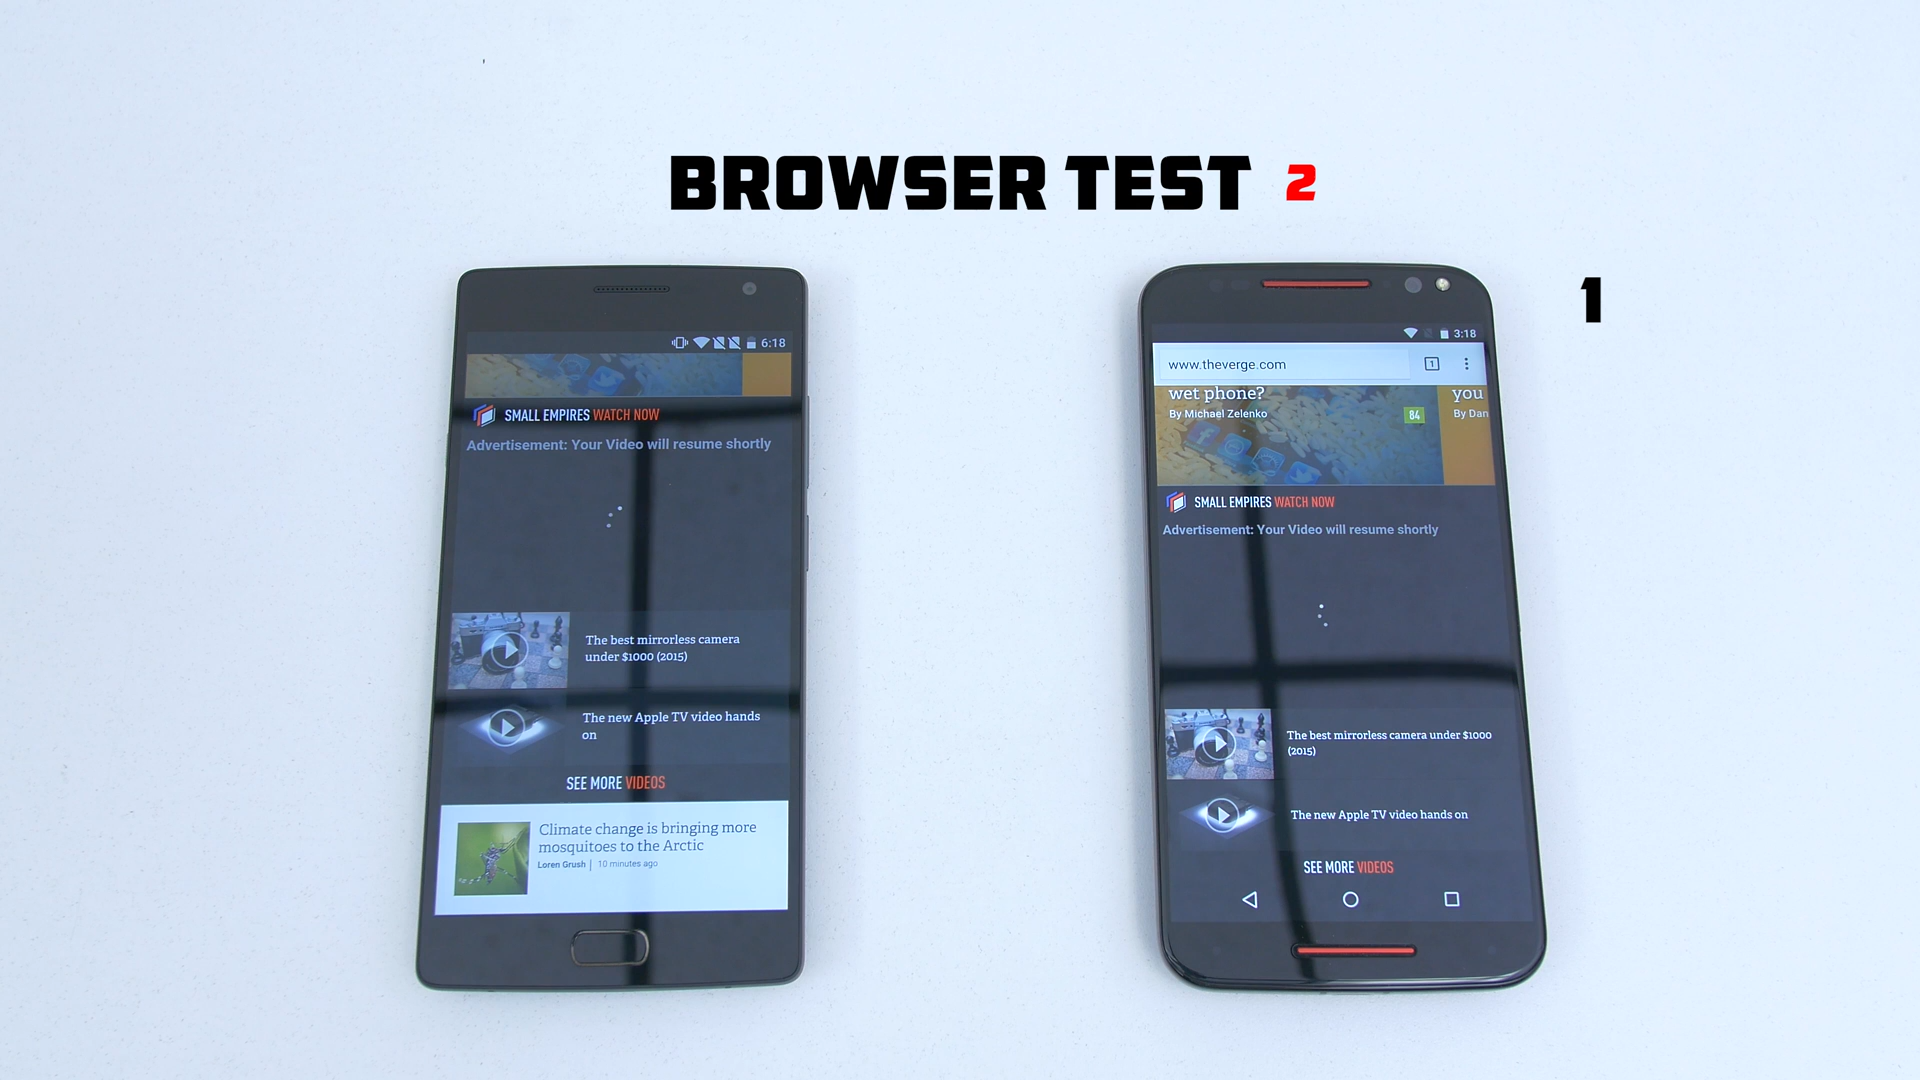 BROWSER TEST 2
1
6:18
SMALL EMPIRES WATCH NOW
Advertisement: Your Video will resume shortly
The best mirrorless camera
under $1000 (2015)
The new Apple TV video hands
on
SEE MORE VIDEOS
Climate change is bringing more
mosquitoes to the Arctic
Loren Grush | 10 minutes ago
3:18
www.theverge.com
1
wet phone?
By Michael Zelenko
84
you
By Dan
SMALL EMPIRES WATCH NOW
Advertisement: Your Video will resume shortly
The best mirrorless camera under $1000
(2015)
The new Apple TV video hands on
SEE MORE VIDEOS